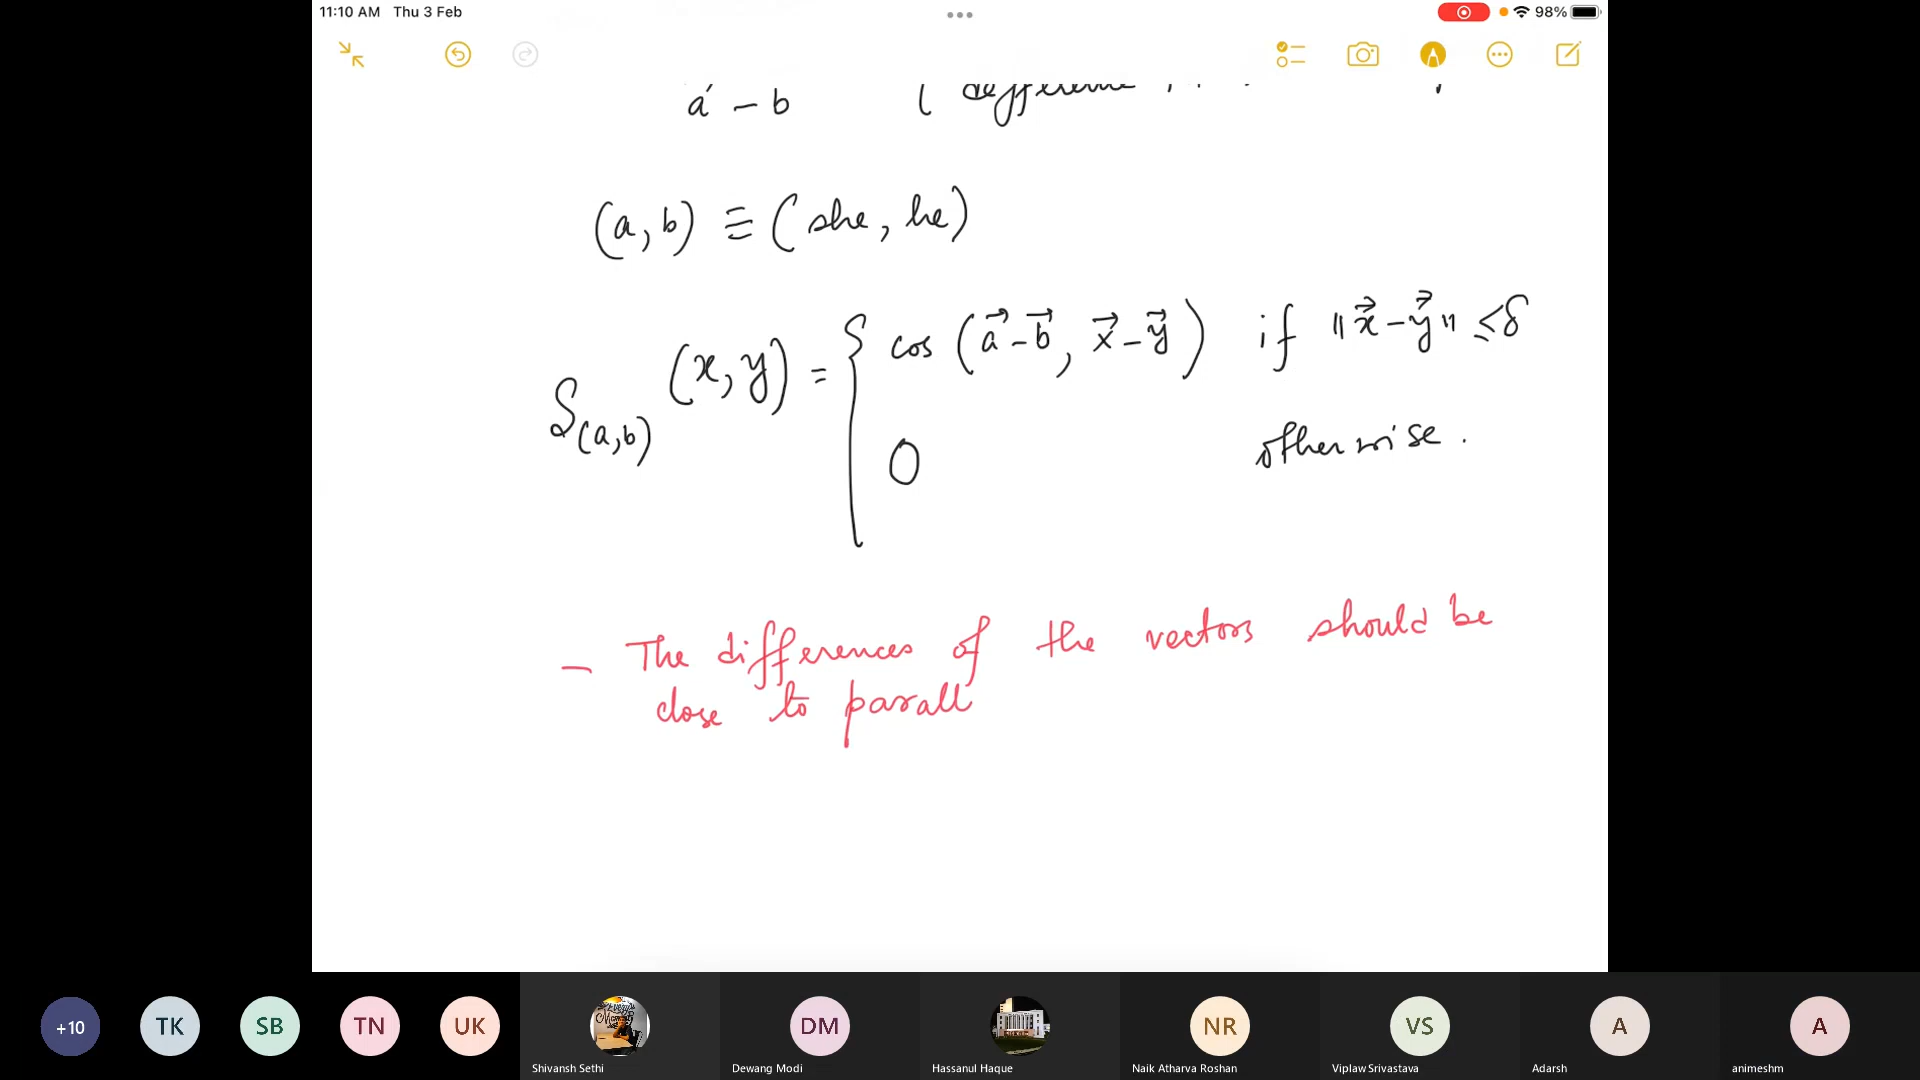 11:10 AM Thu 3 Feb
98%
a - b ( difference
(a, b) ≡ (she, he)
S(a,b) (x, y) = { cos (a⃗ - b⃗, x⃗ - y⃗) if ||x⃗ - y⃗|| ≤ δ
0 otherwise.
- The differences of the vectors should be
close to parall
+10 TK SB TN UK DM NR VS A A
Shivansh Sethi Dewang Modi Hassanul Haque Naik Atharva Roshan Viplaw Srivastava Adarsh animeshm